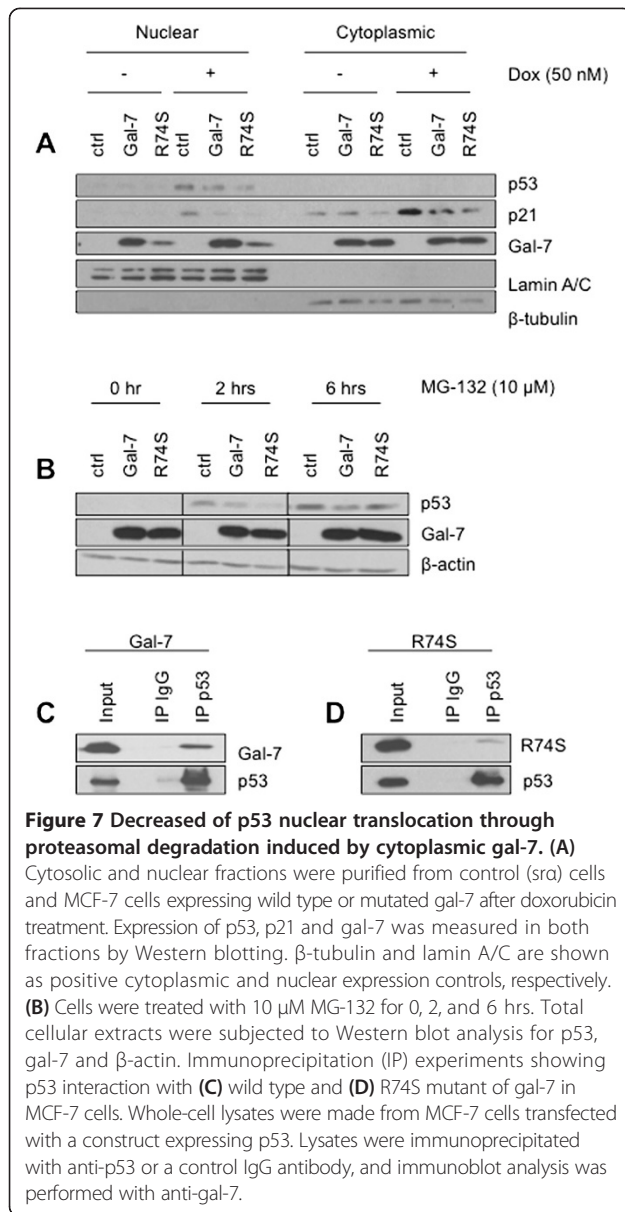 Nuclear Cytoplasmic
- + - + Dox (50 nM)
A
ctrl Gal-7 R74S ctrl Gal-7 R74S ctrl Gal-7 R74S ctrl Gal-7 R74S
p53
p21
Gal-7
Lamin A/C
β-tubulin
0 hr 2 hrs 6 hrs MG-132 (10 µM)
B
ctrl Gal-7 R74S ctrl Gal-7 R74S ctrl Gal-7 R74S
p53
Gal-7
β-actin
Gal-7 R74S
C
Input IP IgG IP p53
Gal-7
p53
D
Input IP IgG IP p53
R74S
p53
Figure 7 Decreased of p53 nuclear translocation through
proteasomal degradation induced by cytoplasmic gal-7. (A)
Cytosolic and nuclear fractions were purified from control (srα) cells
and MCF-7 cells expressing wild type or mutated gal-7 after doxorubicin
treatment. Expression of p53, p21 and gal-7 was measured in both
fractions by Western blotting. β-tubulin and lamin A/C are shown
as positive cytoplasmic and nuclear expression controls, respectively.
(B) Cells were treated with 10 µM MG-132 for 0, 2, and 6 hrs. Total
cellular extracts were subjected to Western blot analysis for p53,
gal-7 and β-actin. Immunoprecipitation (IP) experiments showing
p53 interaction with (C) wild type and (D) R74S mutant of gal-7 in
MCF-7 cells. Whole-cell lysates were made from MCF-7 cells transfected
with a construct expressing p53. Lysates were immunoprecipitated
with anti-p53 or a control IgG antibody, and immunoblot analysis was
performed with anti-gal-7.